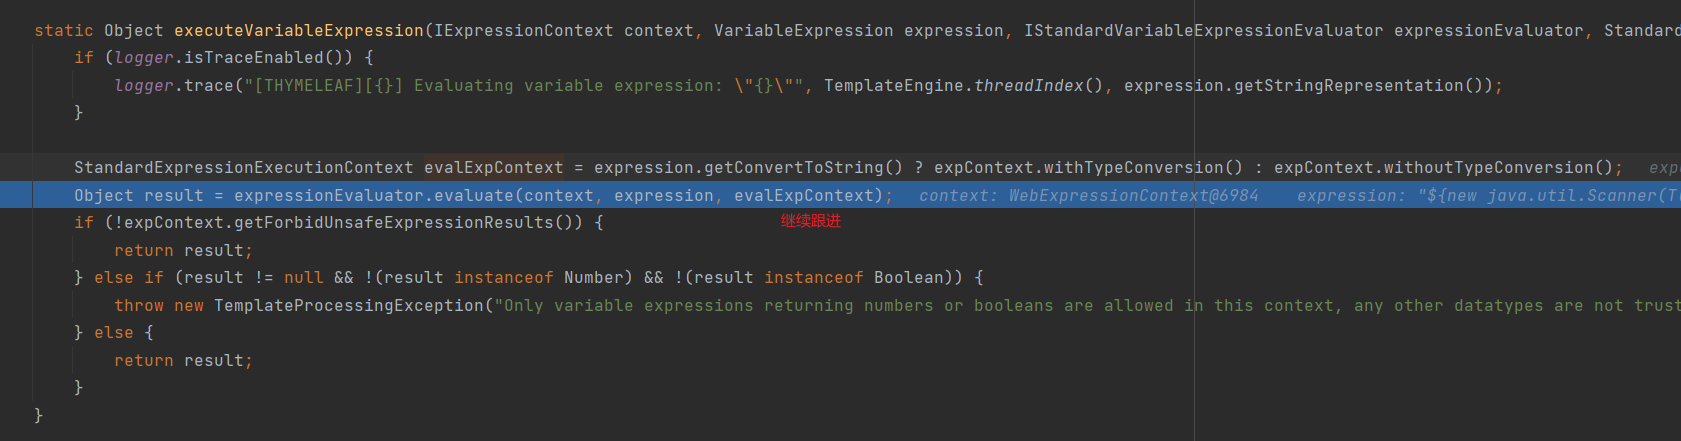 static Object executeVariableExpression(IExpressionContext context, VariableExpression expression, IStandardVariableExpressionEvaluator expressionEvaluator, Standard
if (logger.isTraceEnabled()) {
logger.trace("[THYMELEAF][{}] Evaluating variable expression: \"{}\"", TemplateEngine.threadIndex(), expression.getStringRepresentation());
}
StandardExpressionExecutionContext evalExpContext = expression.getConvertToString() ? expContext.withTypeConversion() : expContext.withoutTypeConversion(); exp
Object result = expressionEvaluator.evaluate(context, expression, evalExpContext); context: WebExpressionContext@6984 expression: "${new java.util.Scanner(T(
if (!expContext.getForbidUnsafeExpressionResults()) { 继续跟进
return result;
} else if (result != null && !(result instanceof Number) && !(result instanceof Boolean)) {
throw new TemplateProcessingException("Only variable expressions returning numbers or booleans are allowed in this context, any other datatypes are not trust
} else {
return result;
}
}